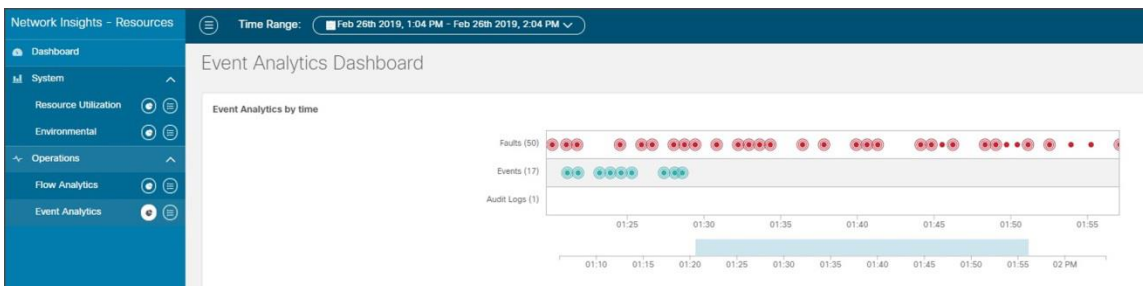 Network Insights - Resources
Time Range: Feb 26th 2019, 1:04 PM - Feb 26th 2019, 2:04 PM
Dashboard
Event Analytics Dashboard
System
Resource Utilization
Event Analytics by time
Environmental
Faults (50)
Operations
Events (17)
Flow Analytics
Audit Logs (1)
Event Analytics
01:25 01:30 01:35 01:40 01:45 01:50 01:55
01:10 01:15 01:20 01:25 01:30 01:35 01:40 01:45 01:50 01:55 02 PM